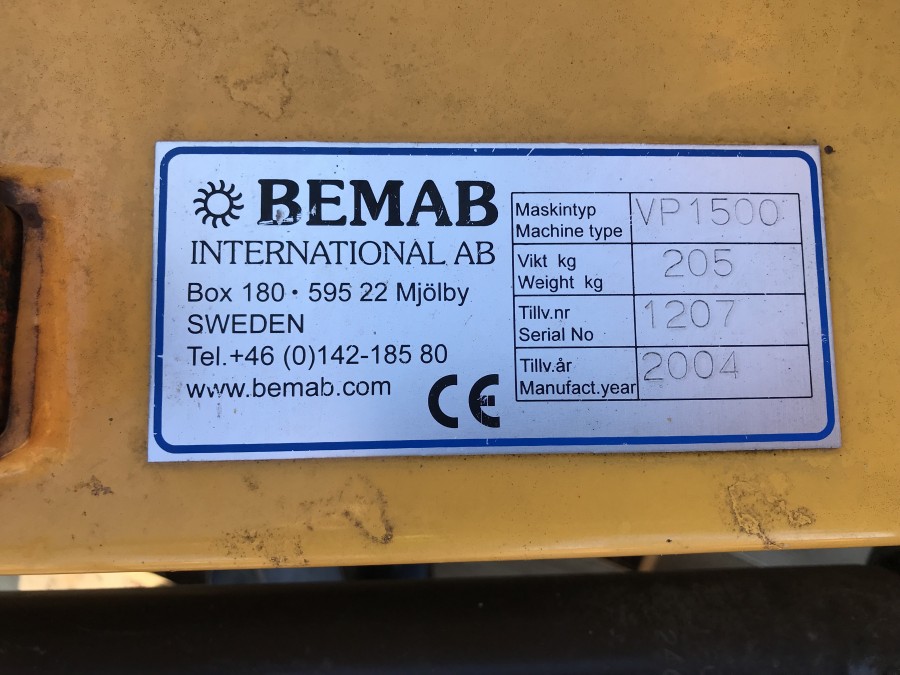 BEMAB
INTERNATIONAL AB
Box 180 · 595 22 Mjölby
SWEDEN
Tel.+46 (0)142-185 80
www.bemab.com
CE
Maskintyp
Machine type
VP1500
Vikt kg
Weight kg
205
Tillv.nr
Serial No
1207
Tillv.år
Manufact.year
2004